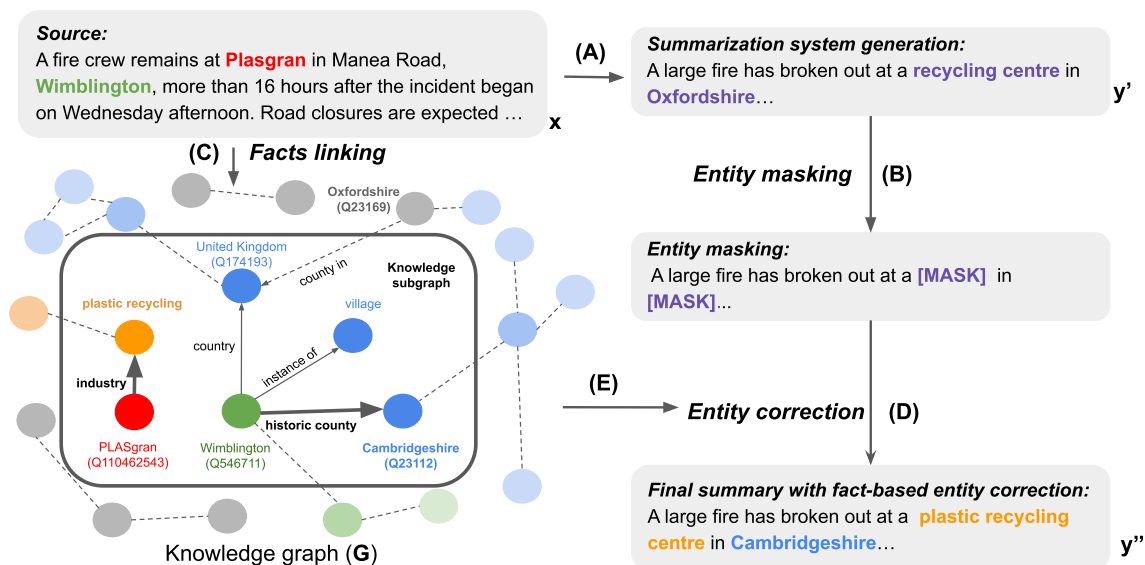 Source:
A fire crew remains at Plasgran in Manea Road,
Wimblington, more than 16 hours after the incident began
on Wednesday afternoon. Road closures are expected …
x
(A)
Summarization system generation:
A large fire has broken out at a recycling centre in
Oxfordshire…
y’
(C) Facts linking
Entity masking (B)
Oxfordshire
(Q23169)
United Kingdom
(Q174193)
county in
Knowledge
subgraph
plastic recycling
village
country
instance of
industry
historic county
PLASgran
(Q110462543)
Wimblington
(Q546711)
Cambridgeshire
(Q23112)
Knowledge graph (G)
Entity masking:
A large fire has broken out at a [MASK] in
[MASK]...
(E)
Entity correction (D)
Final summary with fact-based entity correction:
A large fire has broken out at a plastic recycling
centre in Cambridgeshire…
y”